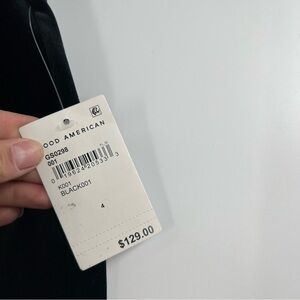 OOD AMERICAN
GS0298
001
K001
BLACK001
4
$129.00